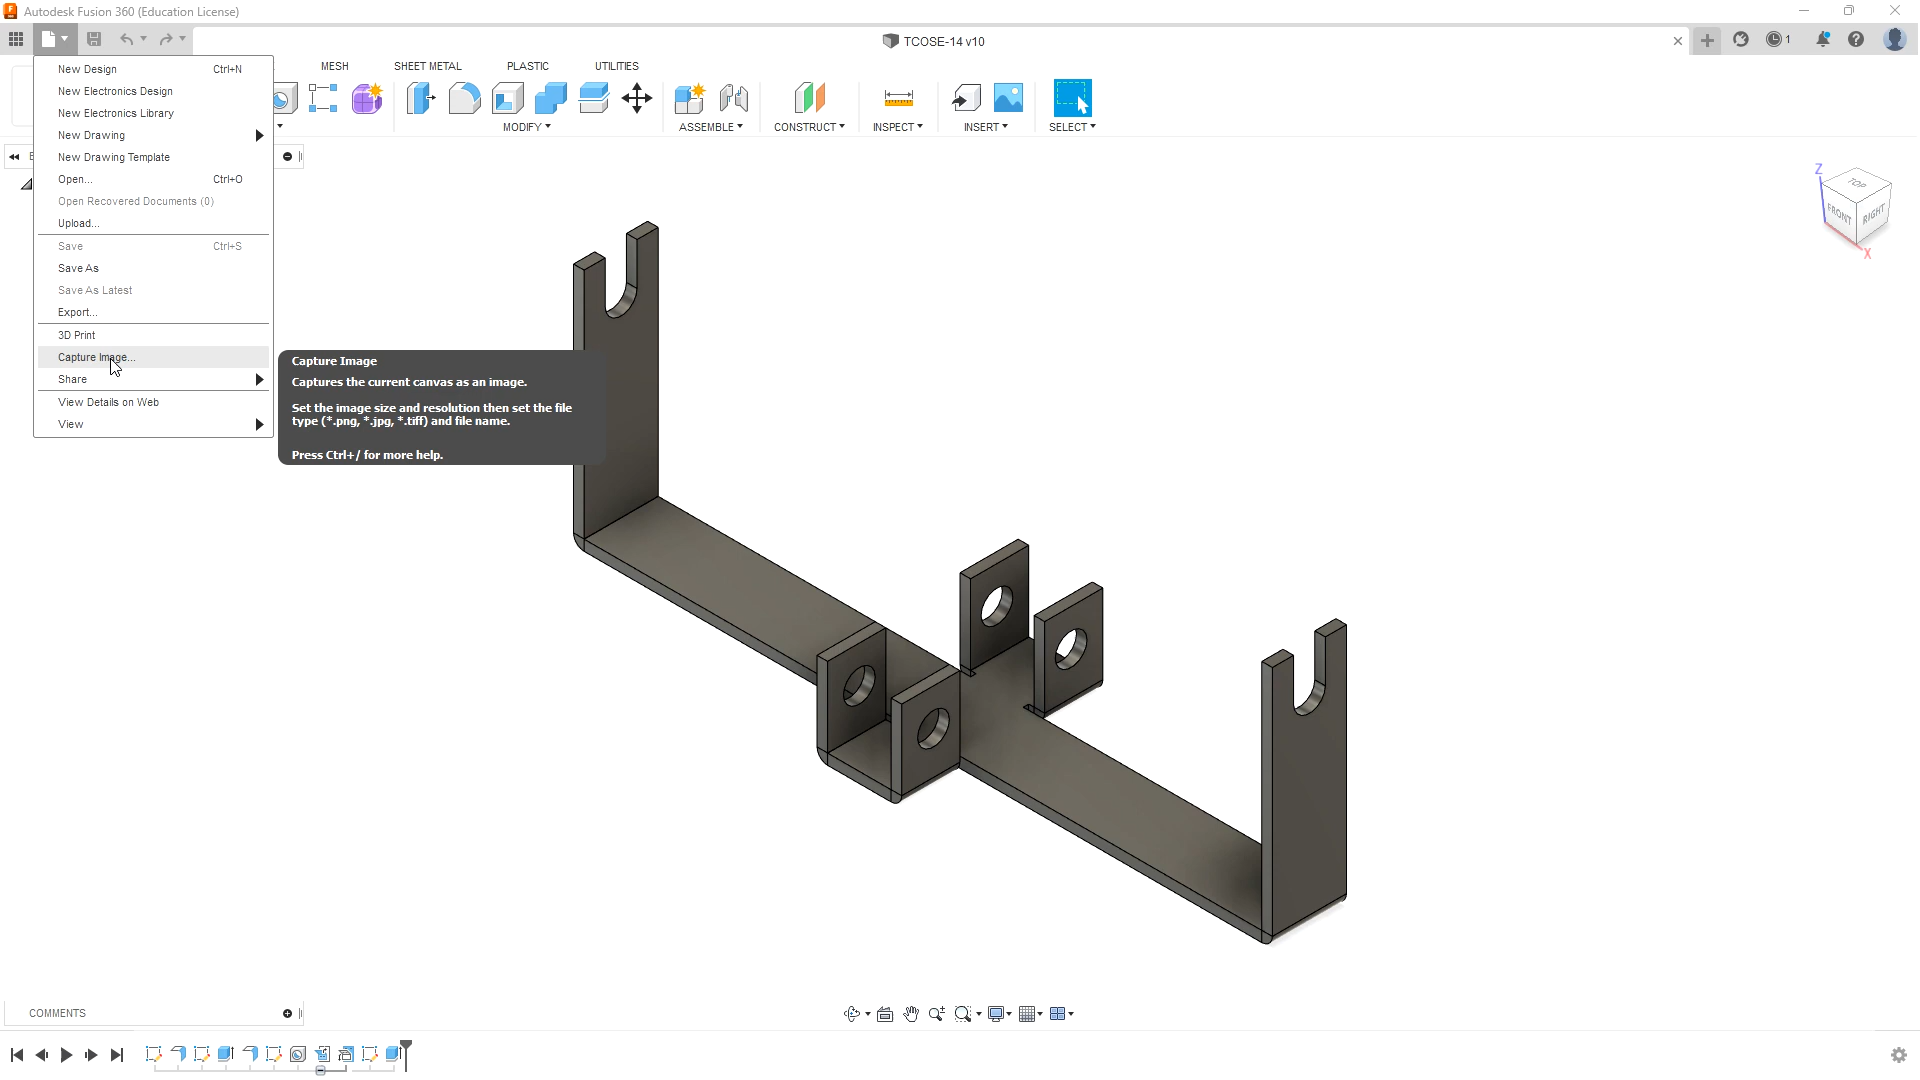 Autodesk Fusion 360 (Education License)
TCOSE-14 v10
1
New Design Ctrl+N
New Electronics Design
New Electronics Library
New Drawing
New Drawing Template
Open... Ctrl+O
Open Recovered Documents (0)
Upload...
Save Ctrl+S
Save As
Save As Latest
Export...
3D Print
Capture Image...
Share
View Details on Web
View
MESH SHEET METAL PLASTIC UTILITIES
MODIFY ASSEMBLE CONSTRUCT INSPECT INSERT SELECT
Capture Image
Captures the current canvas as an image.
Set the image size and resolution then set the file
type (*.png, *.jpg, *.tiff) and file name.
Press Ctrl+/ for more help.
Z
TOP
FRONT RIGHT
X
COMMENTS